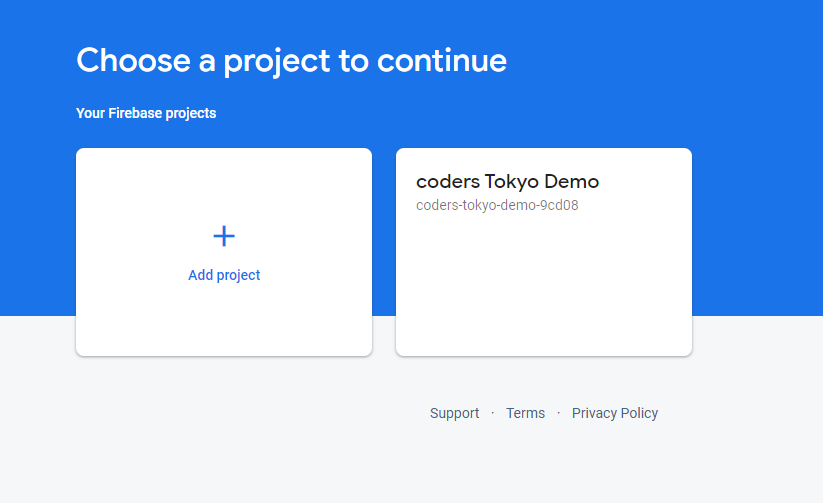 Choose a project to continue
Your Firebase projects
Add project
coders Tokyo Demo
coders-tokyo-demo-9cd08
Support · Terms · Privacy Policy